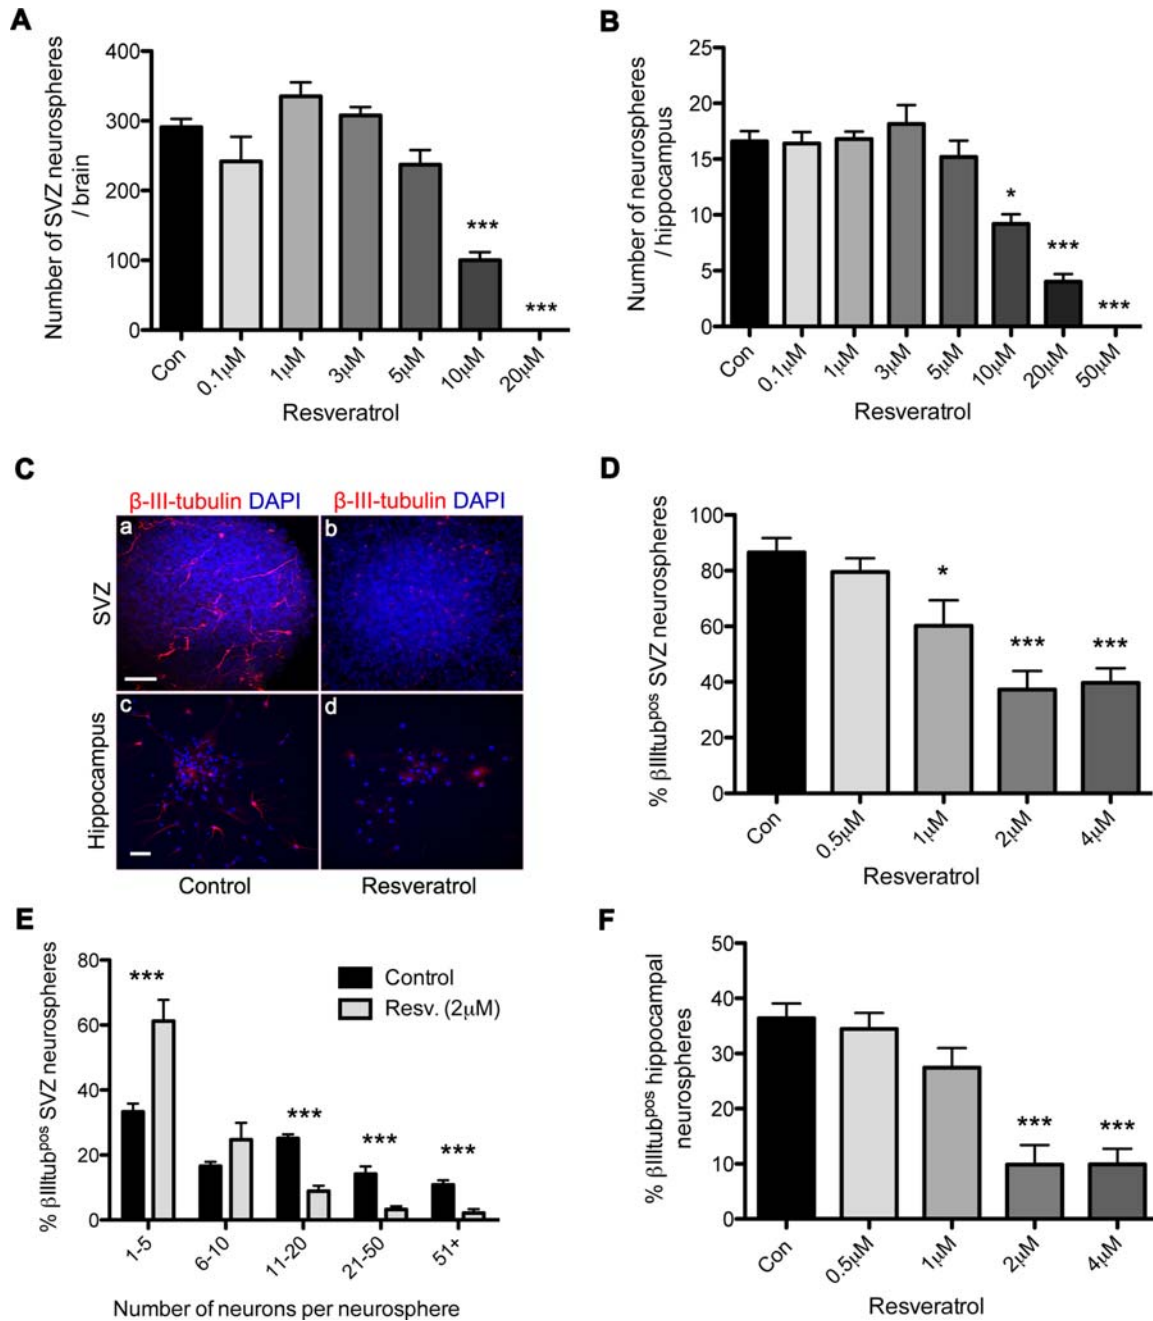 A
Number of SVZ neurospheres
/ brain
400
300
200
100
0
***
***
Con
0.1µM
1µM
3µM
5µM
10µM
20µM
Resveratrol
B
Number of neurospheres
/ hippocampus
25
20
15
10
5
0
*
***
***
Con
0.1µM
1µM
3µM
5µM
10µM
20µM
50µM
Resveratrol
C
β-III-tubulin DAPI
β-III-tubulin DAPI
a
b
SVZ
c
d
Hippocampus
Control
Resveratrol
D
% βIIItubpos SVZ neurospheres
100
80
60
40
20
0
*
***
***
Con
0.5µM
1µM
2µM
4µM
Resveratrol
E
% βIIItubpos SVZ neurospheres
80
60
40
20
0
***
***
***
***
Control
Resv. (2µM)
1-5
6-10
11-20
21-50
51+
Number of neurons per neurosphere
F
% βIIItubpos hippocampal
neurospheres
50
40
30
20
10
0
***
***
Con
0.5µM
1µM
2µM
4µM
Resveratrol